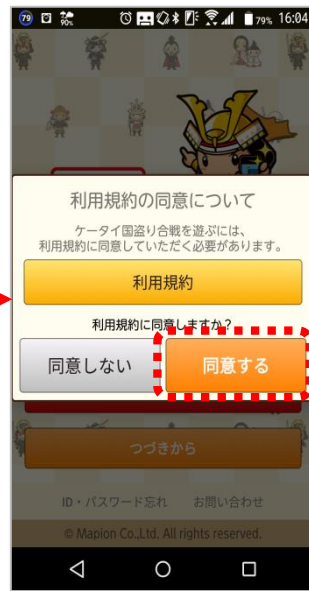 79
90%
79%
16:04
利用規約の同意について
ケータイ国盗り合戦を遊ぶには、
利用規約に同意していただく必要があります。
利用規約
利用規約に同意しますか？
同意しない
同意する
つづきから
ID・パスワード忘れ
お問い合わせ
© Mapion Co.,Ltd. All rights reserved.